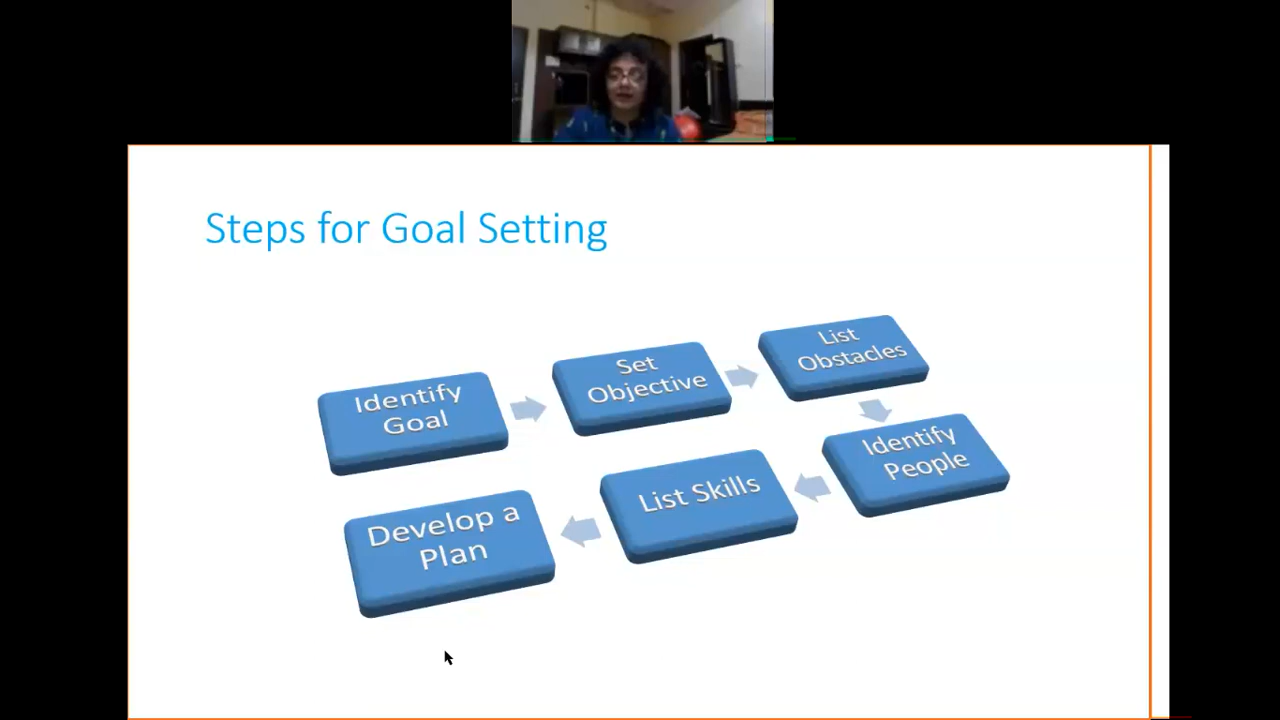 Steps for Goal Setting
Identify
Goal
Set
Objective
List
Obstacles
Identify
People
List Skills
Develop a
Plan